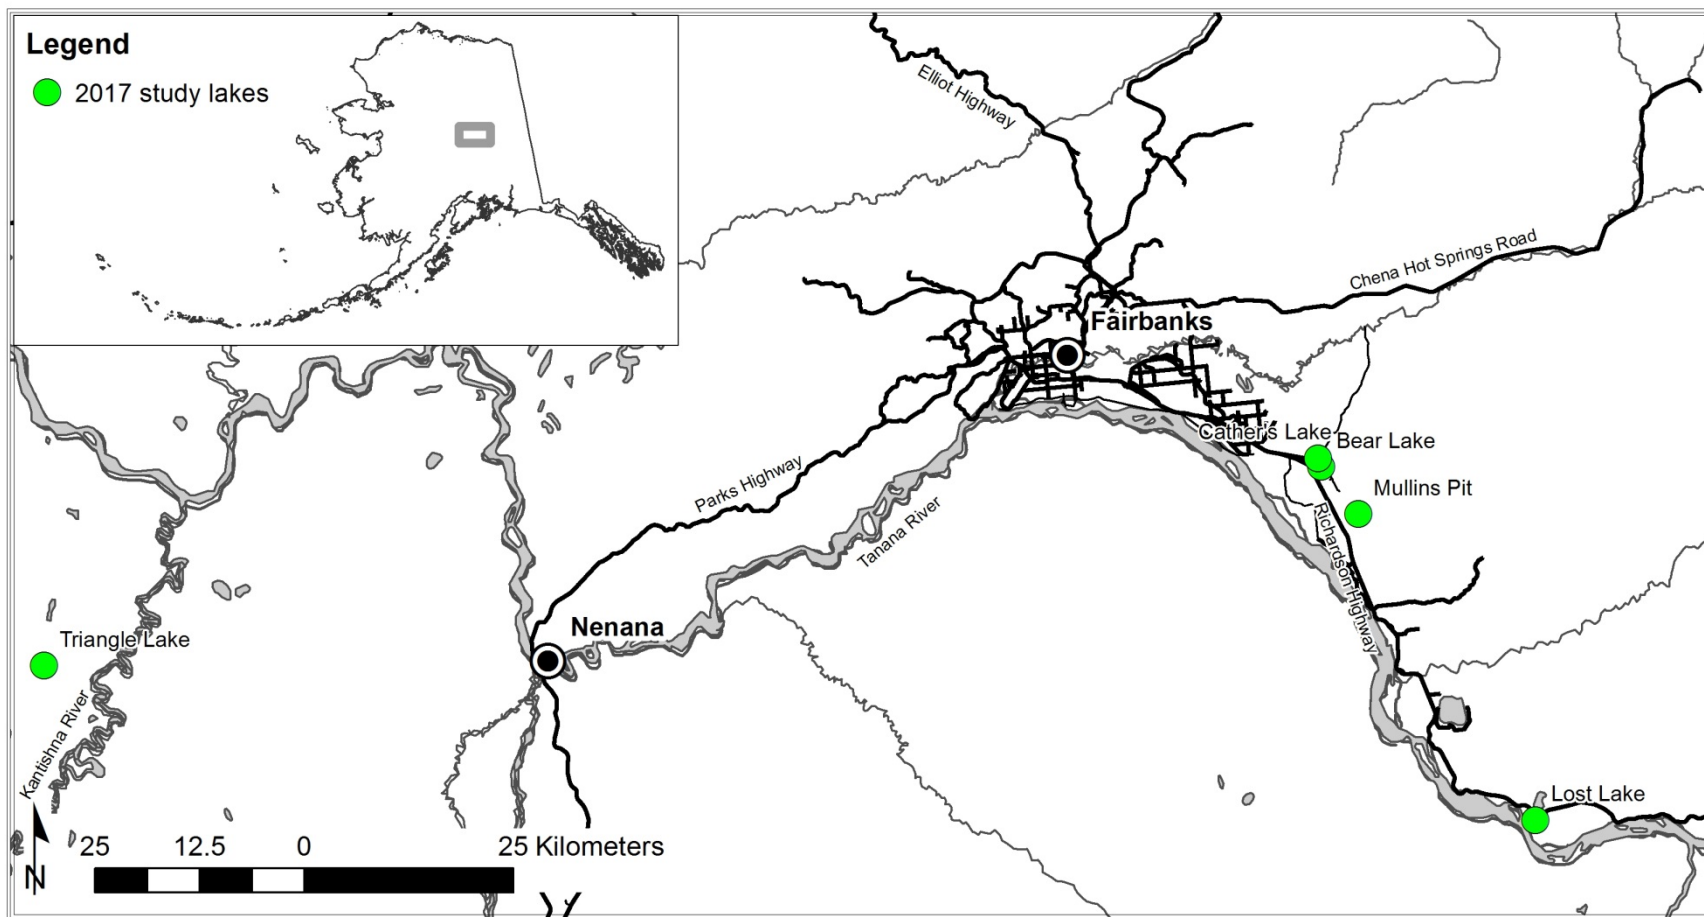 Legend
2017 study lakes
Elliot Highway
Chena Hot Springs Road
Fairbanks
Cather's Lake
Bear Lake
Parks Highway
Mullins Pit
Tanana River
Richardson Highway
Nenana
Triangle Lake
Kantishna River
Lost Lake
25 12.5 0 25 Kilometers
N